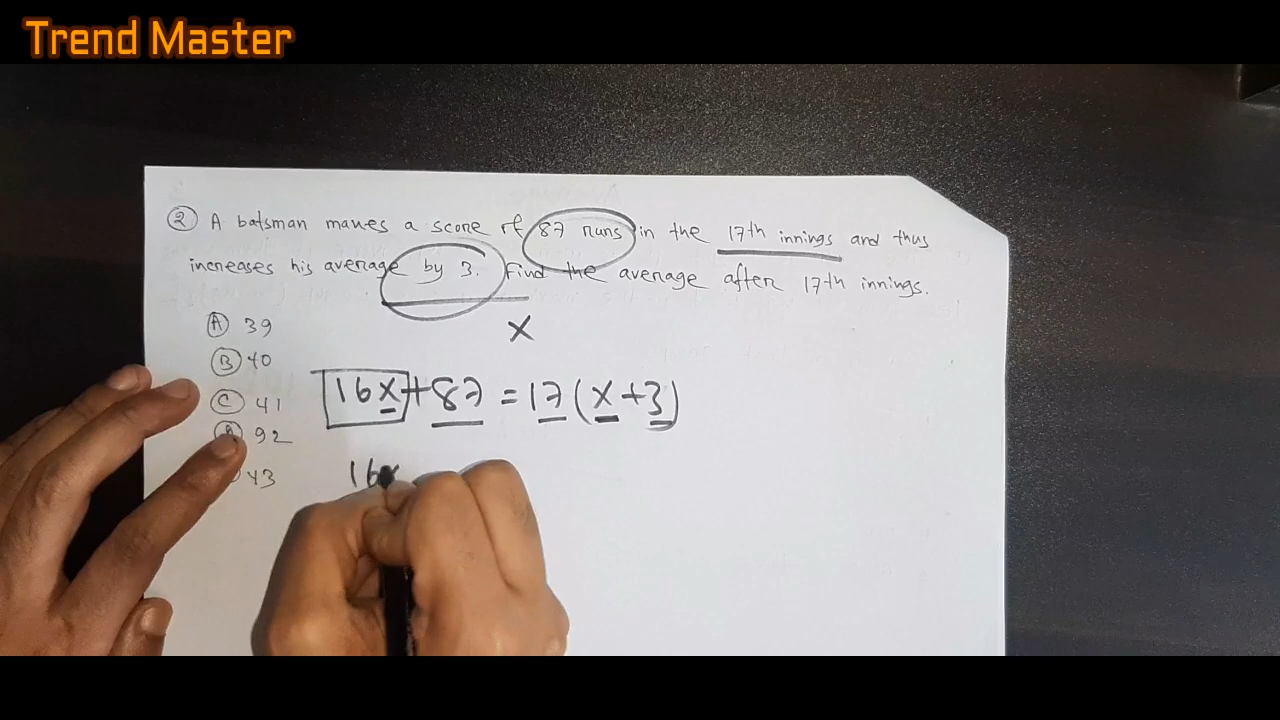 Trend Master
② A batsman makes a score of 87 runs in the 17th innings and thus
increases his average by 3. Find the average after 17th innings.
x
Ⓐ 39
Ⓑ 40
16x + 87 = 17 (x + 3)
Ⓒ 41
92
16x
43